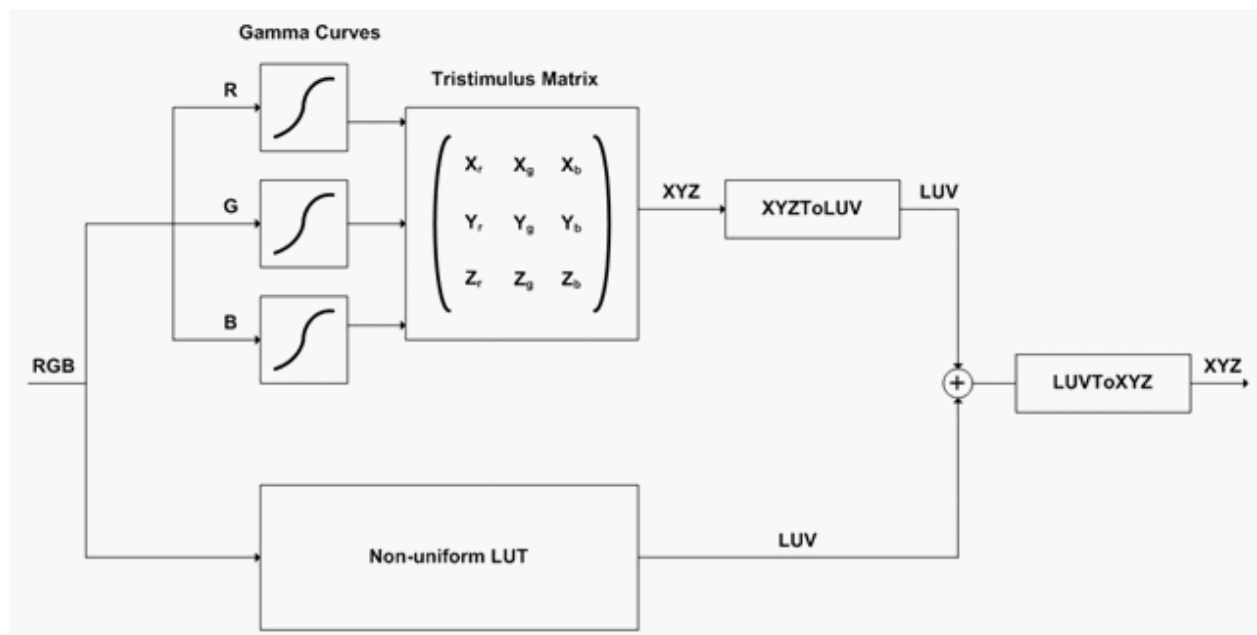 Gamma Curves
Tristimulus Matrix
R
G
B
Xr Xg Xb
Yr Yg Yb
Zr Zg Zb
XYZ
XYZToLUV
LUV
RGB
+
LUVToXYZ
XYZ
Non-uniform LUT
LUV